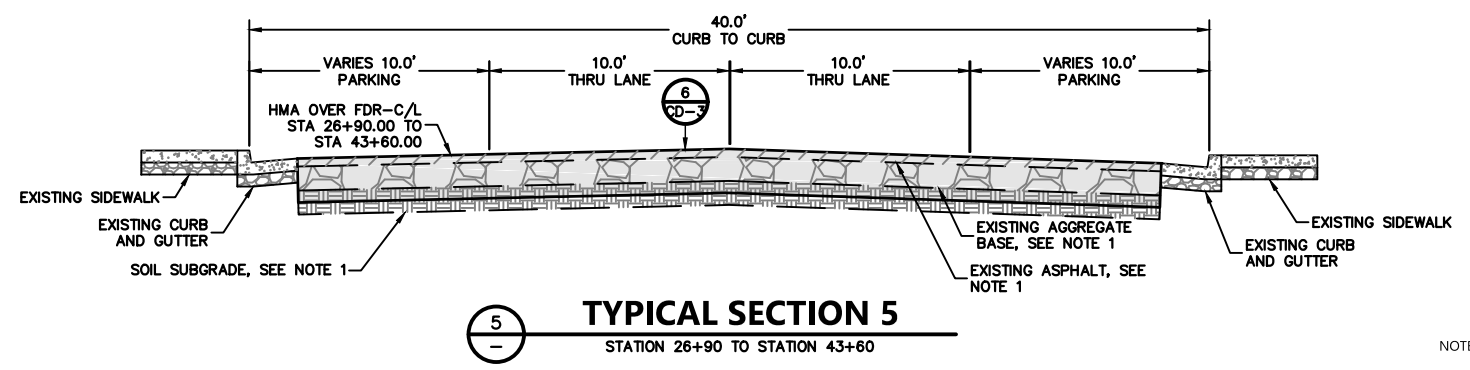 40.0'
CURB TO CURB
VARIES 10.0'
PARKING
10.0'
THRU LANE
10.0'
THRU LANE
VARIES 10.0'
PARKING
6
CD-3
HMA OVER FDR-C/L
STA 26+90.00 TO
STA 43+60.00
EXISTING SIDEWALK
EXISTING CURB
AND GUTTER
SOIL SUBGRADE, SEE NOTE 1
EXISTING AGGREGATE
BASE, SEE NOTE 1
EXISTING ASPHALT, SEE
NOTE 1
EXISTING SIDEWALK
EXISTING CURB
AND GUTTER
5
-
TYPICAL SECTION 5
STATION 26+90 TO STATION 43+60
NOTE